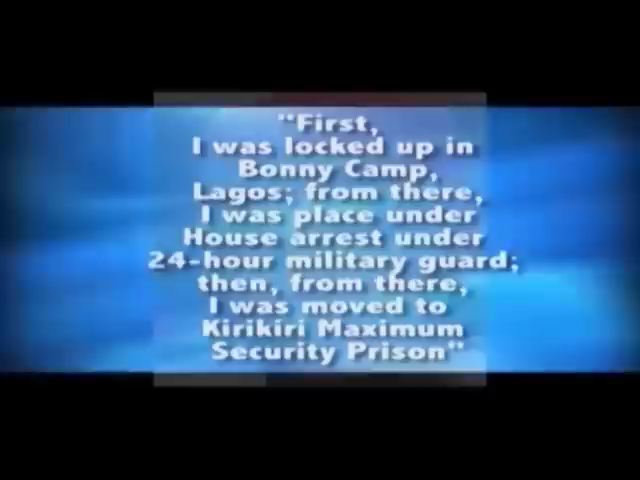 "First,
I was locked up in
Bonny Camp,
Lagos; from there,
I was place under
House arrest under
24-hour military guard;
then, from there,
I was moved to
Kirikiri Maximum
Security Prison"